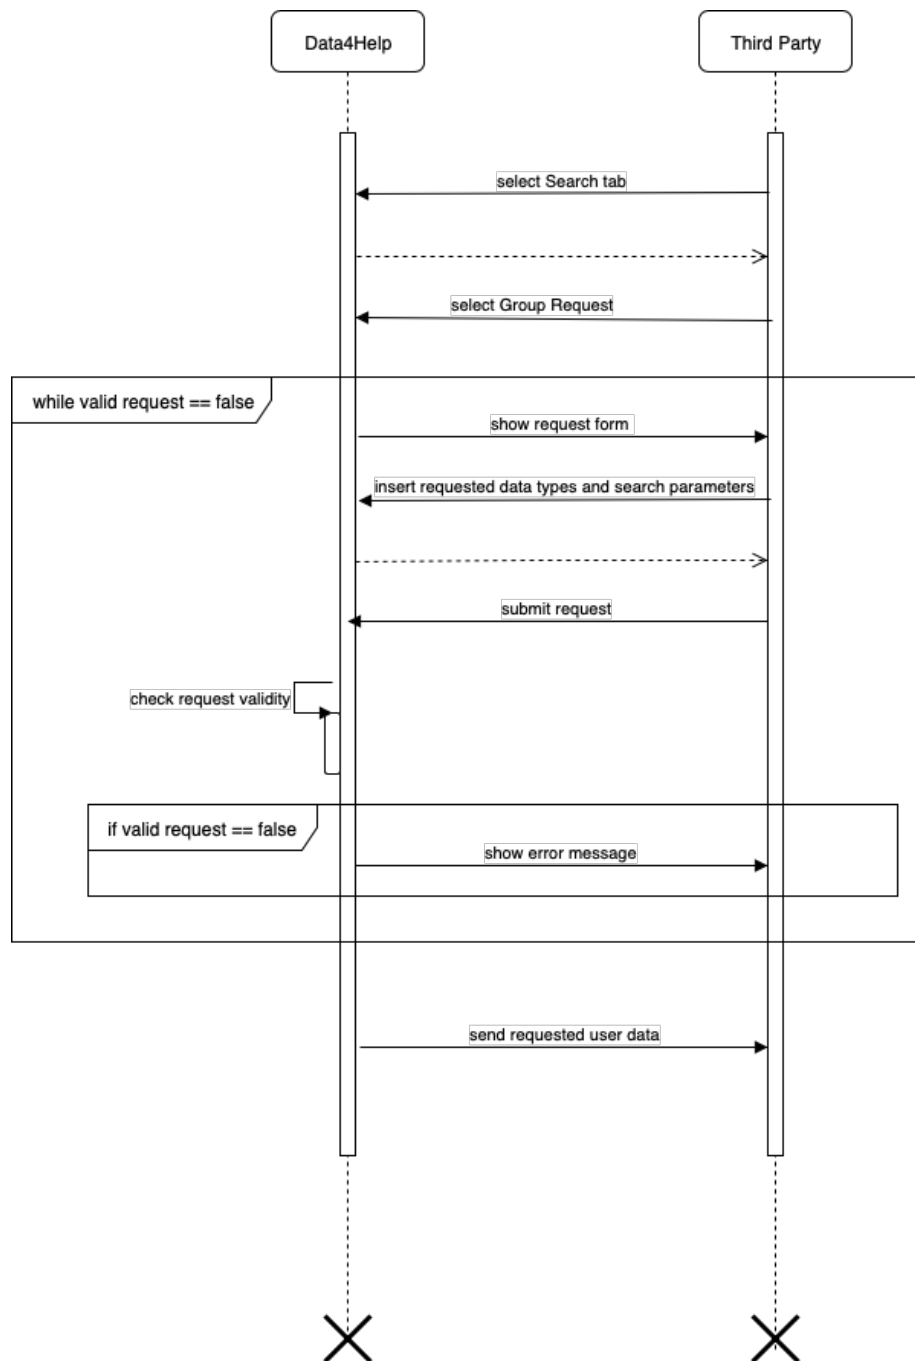 Data4Help
Third Party
select Search tab
select Group Request
while valid request == false
show request form
insert requested data types and search parameters
submit request
check request validity
if valid request == false
show error message
send requested user data